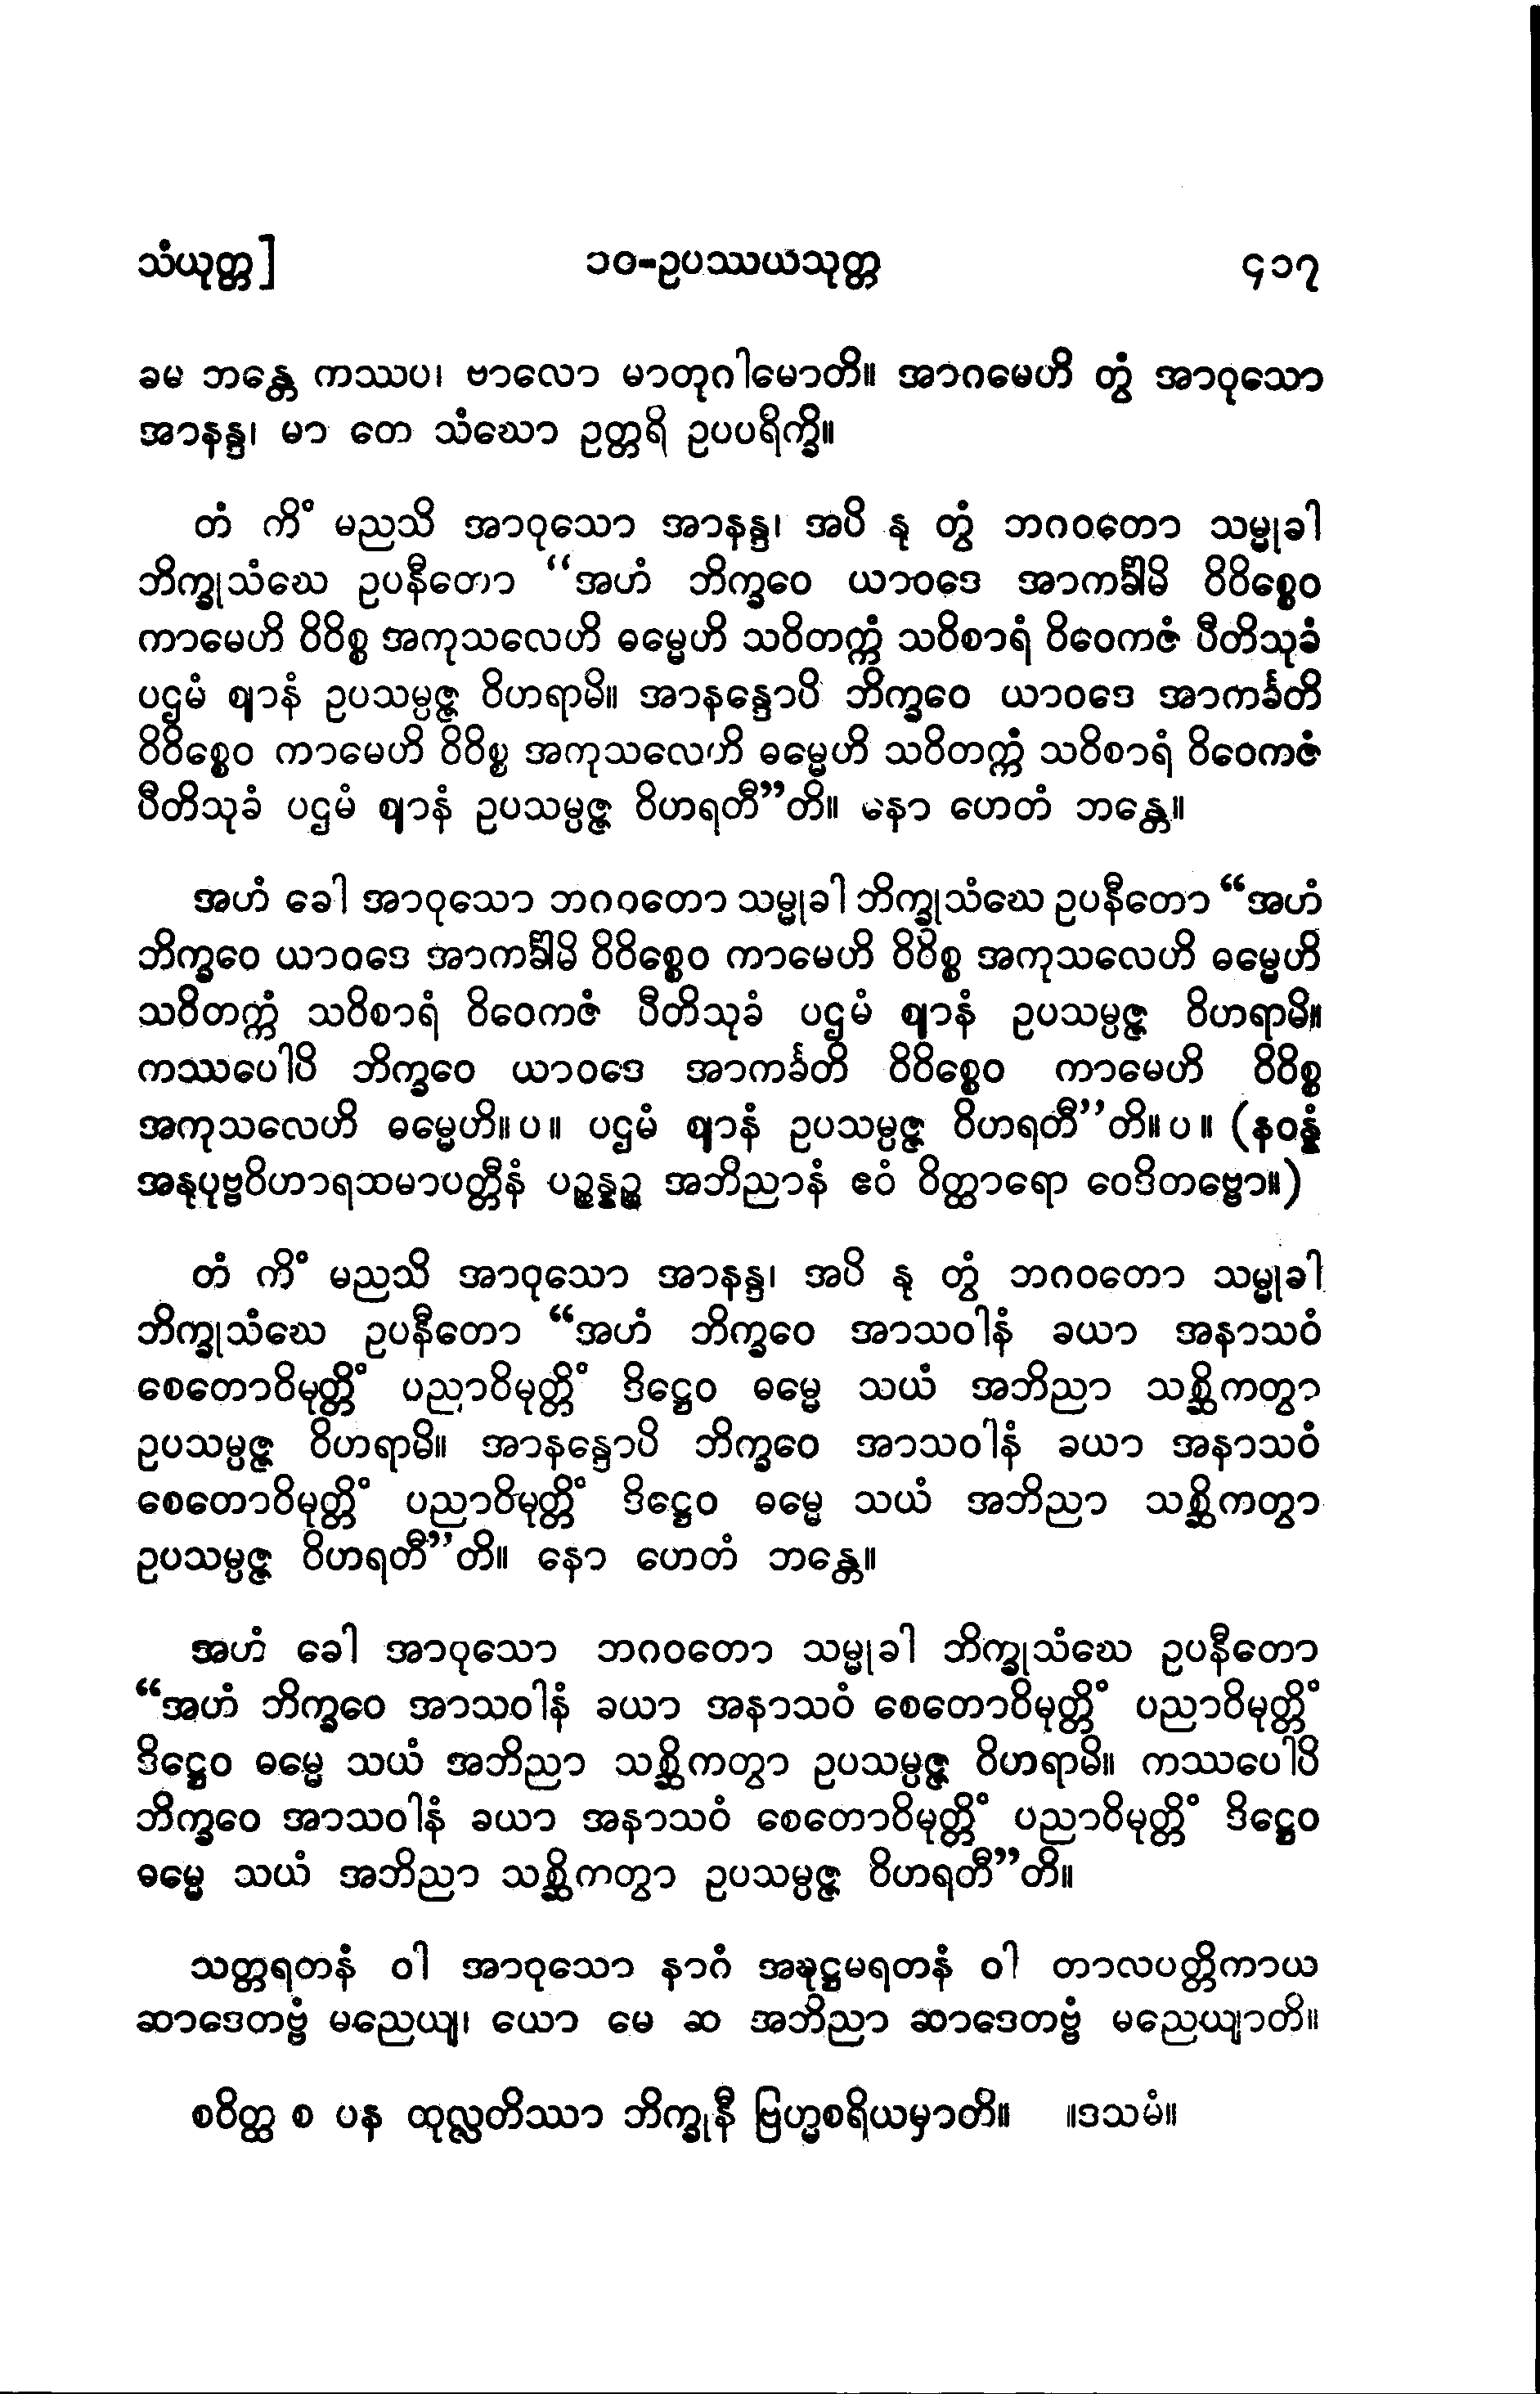 သံယုတ္တ] ၁၀-ဥပဿယသုတ္တ ၄၁၇
ခမ ဘန္တေ ကဿပ၊ ဗာလော မာတုဂါမောတိ။ အာဂမေဟိ တွံ အာဝုသော
အာနန္ဒ၊ မာ တေ သံဃော ဥတ္တရိ ဥပပရိက္ခိ။
တံ ကိံ မညသိ အာဝုသော အာနန္ဒ၊ အပိ နု တွံ ဘဂဝတော သမ္မုခါ
ဘိက္ခုသံဃေ ဥပနီတော “အဟံ ဘိက္ခဝေ ယာဝဒေ အာကင်္ခါမိ ဝိဝိစ္စေဝ
ကာမေဟိ ဝိဝိစ္စ အကုသလေဟိ ဓမ္မေဟိ သဝိတက္ကံ သဝိစာရံ ဝိဝေကဇံ ပီတိသုခံ
ပဌမံ ဈာနံ ဥပသမ္ပဇ္ဇ ဝိဟရာမိ။ အာနန္ဒောပိ ဘိက္ခဝေ ယာဝဒေ အာကင်္ခတိ
ဝိဝိစ္စေဝ ကာမေဟိ ဝိဝိစ္စ အကုသလေဟိ ဓမ္မေဟိ သဝိတက္ကံ သဝိစာရံ ဝိဝေကဇံ
ပီတိသုခံ ပဌမံ ဈာနံ ဥပသမ္ပဇ္ဇ ဝိဟရတီ”တိ။ နော ဟေတံ ဘန္တေ။
အဟံ ခေါ အာဝုသော ဘဂဝတော သမ္မုခါ ဘိက္ခုသံဃေ ဥပနီတော “အဟံ
ဘိက္ခဝေ ယာဝဒေ အာကင်္ခါမိ ဝိဝိစ္စေဝ ကာမေဟိ ဝိဝိစ္စ အကုသလေဟိ ဓမ္မေဟိ
သဝိတက္ကံ သဝိစာရံ ဝိဝေကဇံ ပီတိသုခံ ပဌမံ ဈာနံ ဥပသမ္ပဇ္ဇ ဝိဟရာမိ။
ကဿပေါပိ ဘိက္ခဝေ ယာဝဒေ အာကင်္ခတိ ဝိဝိစ္စေဝ ကာမေဟိ ဝိဝိစ္စ
အကုသလေဟိ ဓမ္မေဟိ။ပ။ ပဌမံ ဈာနံ ဥပသမ္ပဇ္ဇ ဝိဟရတီ”တိ။ပ။ (နဝန္နံ
အနုပုဗ္ဗဝိဟာရသမာပတ္တီနံ ပဉ္စန္နဉ္စ အဘိညာနံ ဧဝံ ဝိတ္ထာရော ဝေဒိတဗ္ဗော။)
တံ ကိံ မညသိ အာဝုသော အာနန္ဒ၊ အပိ နု တွံ ဘဂဝတော သမ္မုခါ
ဘိက္ခုသံဃေ ဥပနီတော “အဟံ ဘိက္ခဝေ အာသဝါနံ ခယာ အနာသဝံ
စေတောဝိမုတ္တိံ ပညာဝိမုတ္တိံ ဒိဋ္ဌေဝ ဓမ္မေ သယံ အဘိညာ သစ္ဆိကတွာ
ဥပသမ္ပဇ္ဇ ဝိဟရာမိ။ အာနန္ဒောပိ ဘိက္ခဝေ အာသဝါနံ ခယာ အနာသဝံ
စေတောဝိမုတ္တိံ ပညာဝိမုတ္တိံ ဒိဋ္ဌေဝ ဓမ္မေ သယံ အဘိညာ သစ္ဆိကတွာ
ဥပသမ္ပဇ္ဇ ဝိဟရတီ”တိ။ နော ဟေတံ ဘန္တေ။
အဟံ ခေါ အာဝုသော ဘဂဝတော သမ္မုခါ ဘိက္ခုသံဃေ ဥပနီတော
“အဟံ ဘိက္ခဝေ အာသဝါနံ ခယာ အနာသဝံ စေတောဝိမုတ္တိံ ပညာဝိမုတ္တိံ
ဒိဋ္ဌေဝ ဓမ္မေ သယံ အဘိညာ သစ္ဆိကတွာ ဥပသမ္ပဇ္ဇ ဝိဟရာမိ။ ကဿပေါပိ
ဘိက္ခဝေ အာသဝါနံ ခယာ အနာသဝံ စေတောဝိမုတ္တိံ ပညာဝိမုတ္တိံ ဒိဋ္ဌေဝ
ဓမ္မေ သယံ အဘိညာ သစ္ဆိကတွာ ဥပသမ္ပဇ္ဇ ဝိဟရတီ”တိ။
သတ္တရတနံ ဝါ အာဝုသော နာဂံ အဍ္ဎဋ္ဌမရတနံ ဝါ တာလပတ္တိကာယ
ဆာဒေတဗ္ဗံ မညေယျ၊ ယော မေ ဆ အဘိညာ ဆာဒေတဗ္ဗံ မညေယျာတိ။
စဝိတ္ထ စ ပန ထုလ္လတိဿာ ဘိက္ခုနီ ဗြဟ္မစရိယမှာတိ။ ။ဒသမံ။